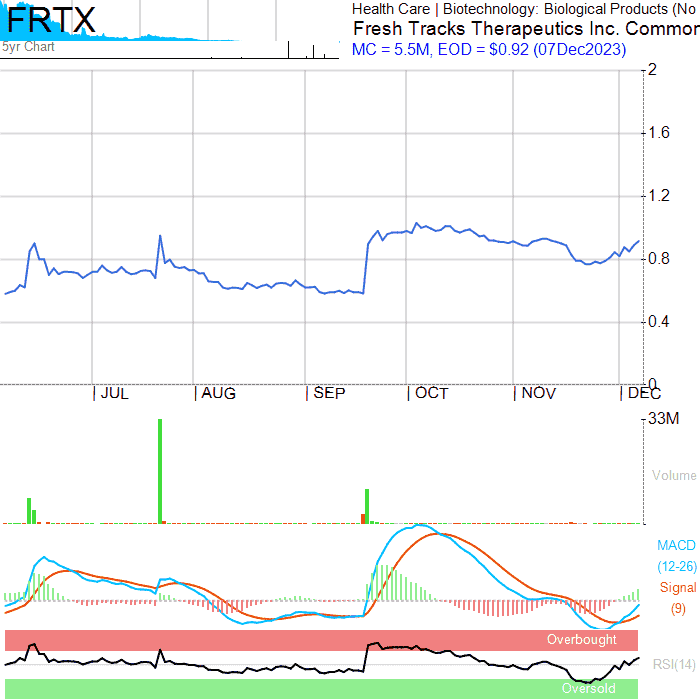 FRTX
Health Care | Biotechnology: Biological Products (No
Fresh Tracks Therapeutics Inc. Common
5yr Chart
MC = 5.5M, EOD = $0.92 (07Dec2023)
2
1.6
1.2
0.8
0.4
0
JUL AUG SEP OCT NOV DEC
33M
Volume
MACD
(12-26)
Signal
(9)
Overbought
RSI(14)
Oversold